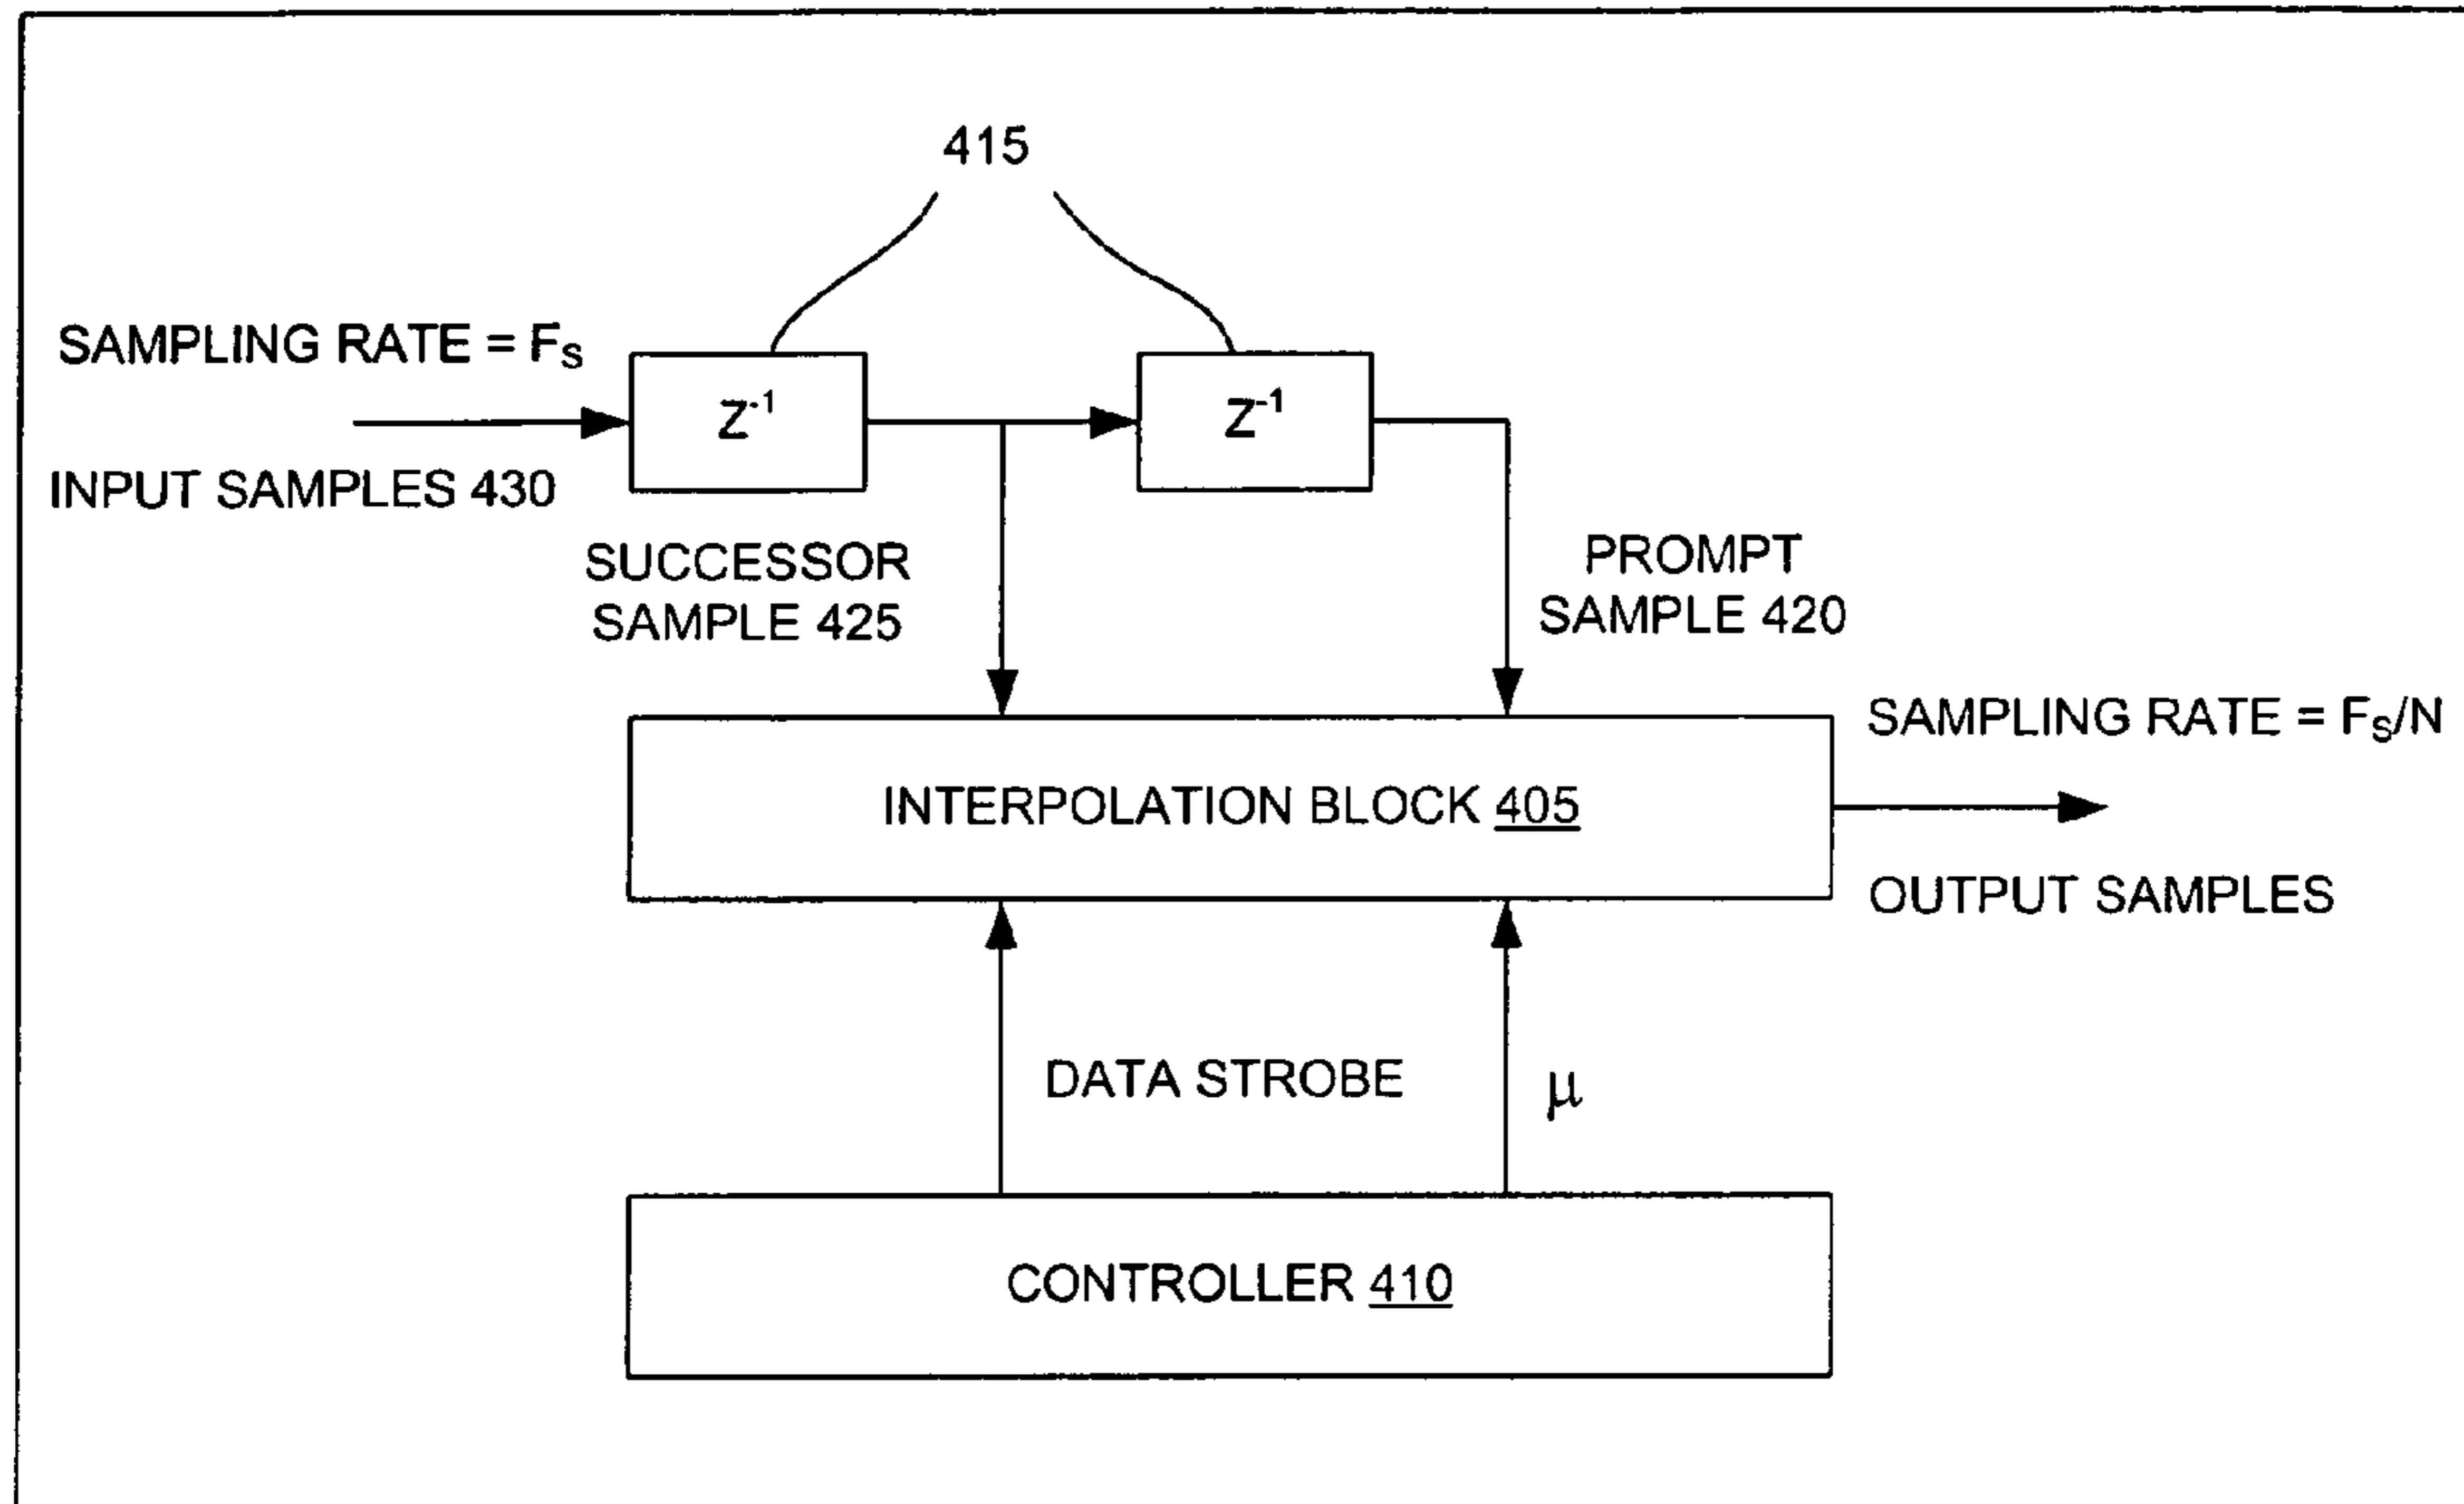 415
SAMPLING RATE = FS
Z-1
Z-1
INPUT SAMPLES 430
SUCCESSOR
SAMPLE 425
PROMPT
SAMPLE 420
SAMPLING RATE = FS/N
INTERPOLATION BLOCK 405
OUTPUT SAMPLES
DATA STROBE
μ
CONTROLLER 410